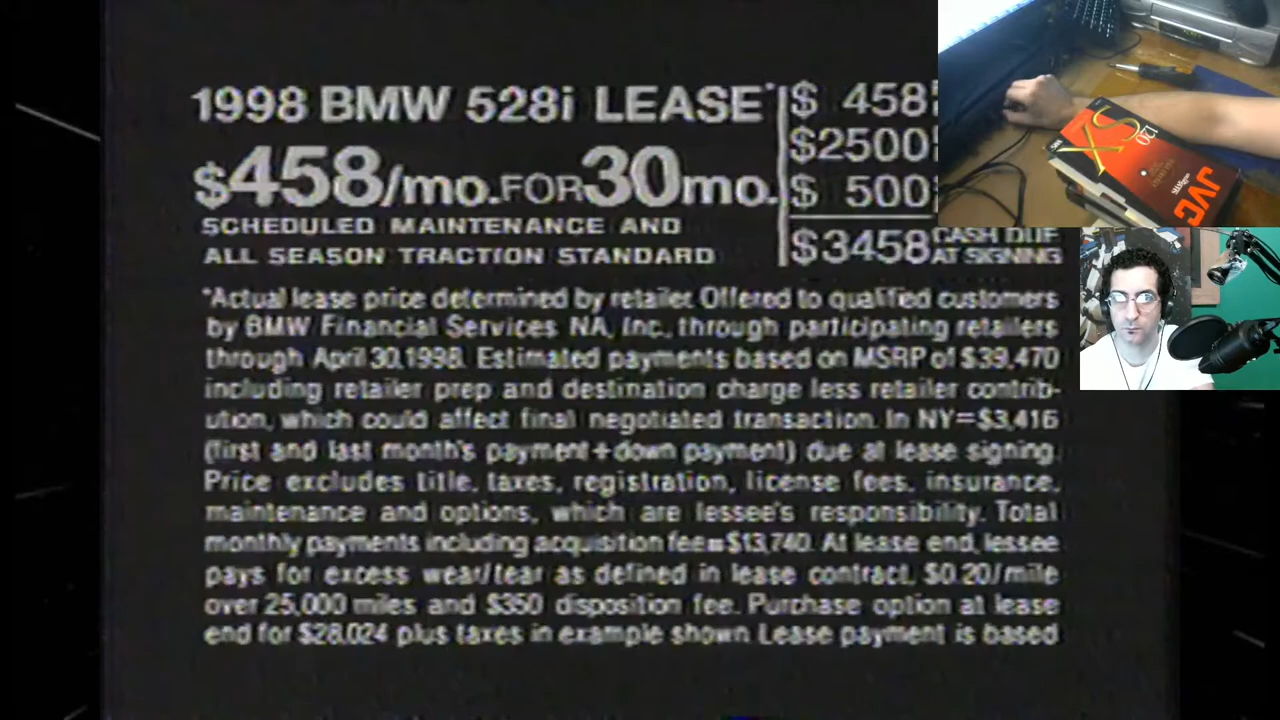 1998 BMW 528i LEASE*
$458/mo. FOR 30 mo.
SCHEDULED MAINTENANCE AND
ALL SEASON TRACTION STANDARD
$ 458
$2500
$ 500
$3458 CASH DUE AT SIGNING
*Actual lease price determined by retailer. Offered to qualified customers
by BMW Financial Services NA, Inc., through participating retailers
through April 30, 1998. Estimated payments based on MSRP of $39,470
including retailer prep and destination charge less retailer contrib-
ution, which could affect final negotiated transaction. In NY=$3,416
(first and last month's payment+down payment) due at lease signing.
Price excludes title, taxes, registration, license fees, insurance,
maintenance and options, which are lessee's responsibility. Total
monthly payments including acquisition fee=$13,740. At lease end, lessee
pays for excess wear/tear as defined in lease contract, $0.20/mile
over 25,000 miles and $350 disposition fee. Purchase option at lease
end for $28,024 plus taxes in example shown. Lease payment is based
SX
120
JVC